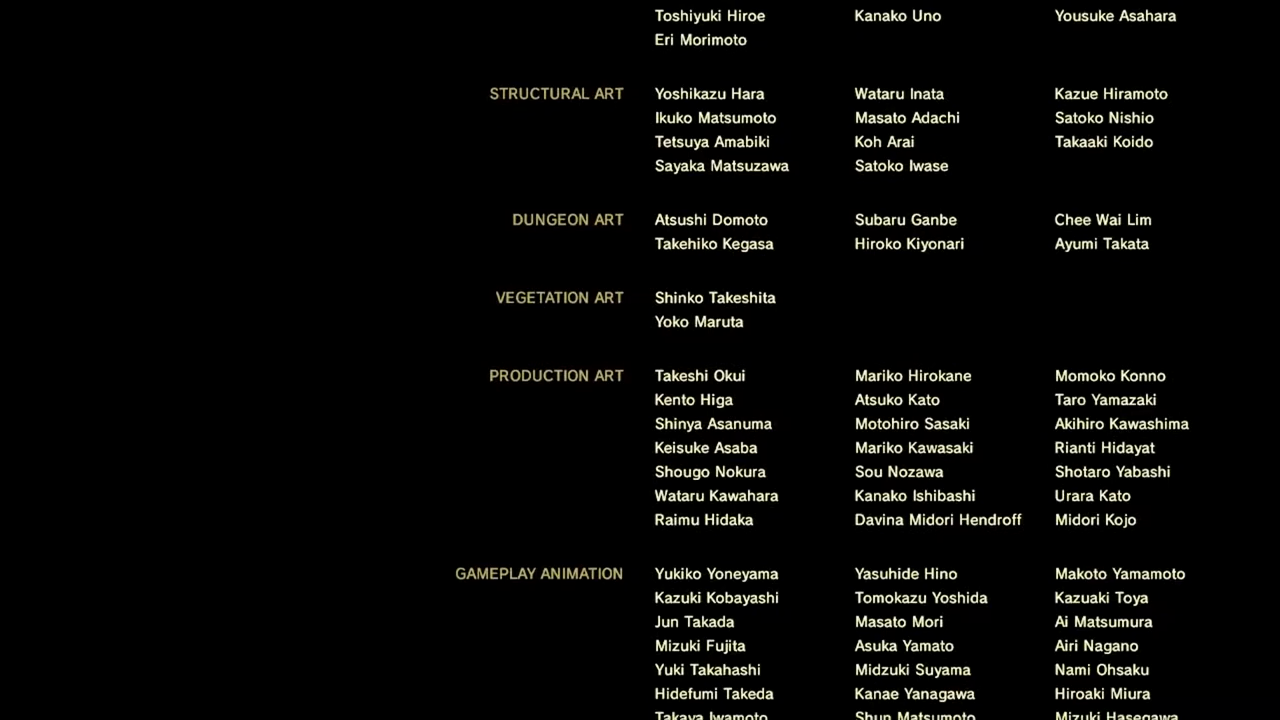 Toshiyuki Hiroe Kanako Uno Yousuke Asahara
Eri Morimoto
STRUCTURAL ART Yoshikazu Hara Wataru Inata Kazue Hiramoto
Ikuko Matsumoto Masato Adachi Satoko Nishio
Tetsuya Amabiki Koh Arai Takaaki Koido
Sayaka Matsuzawa Satoko Iwase
DUNGEON ART Atsushi Domoto Subaru Ganbe Chee Wai Lim
Takehiko Kegasa Hiroko Kiyonari Ayumi Takata
VEGETATION ART Shinko Takeshita
Yoko Maruta
PRODUCTION ART Takeshi Okui Mariko Hirokane Momoko Konno
Kento Higa Atsuko Kato Taro Yamazaki
Shinya Asanuma Motohiro Sasaki Akihiro Kawashima
Keisuke Asaba Mariko Kawasaki Rianti Hidayat
Shougo Nokura Sou Nozawa Shotaro Yabashi
Wataru Kawahara Kanako Ishibashi Urara Kato
Raimu Hidaka Davina Midori Hendroff Midori Kojo
GAMEPLAY ANIMATION Yukiko Yoneyama Yasuhide Hino Makoto Yamamoto
Kazuki Kobayashi Tomokazu Yoshida Kazuaki Toya
Jun Takada Masato Mori Ai Matsumura
Mizuki Fujita Asuka Yamato Airi Nagano
Yuki Takahashi Midzuki Suyama Nami Ohsaku
Hidefumi Takeda Kanae Yanagawa Hiroaki Miura
Takaya Iwamoto Shun Matsumoto Mizuki Hasegawa